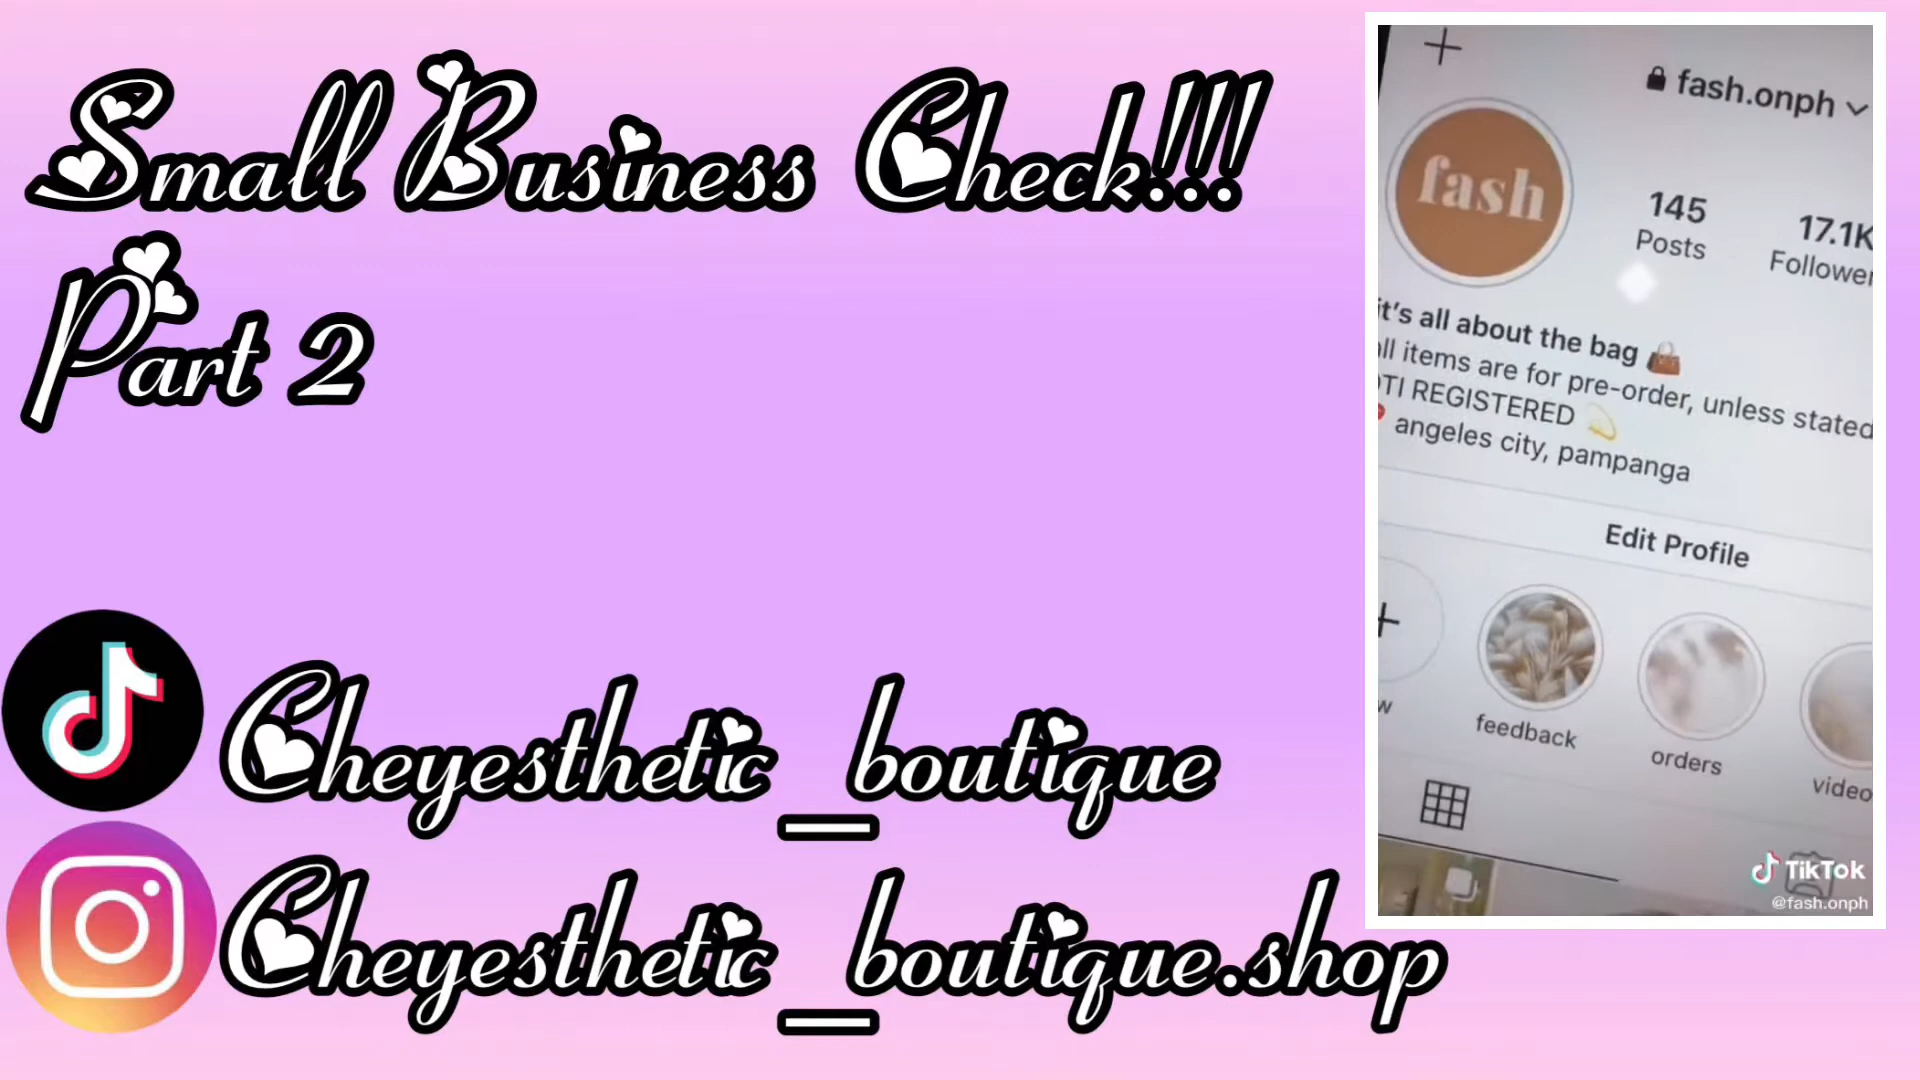 Small Business Check!!!
Part 2
Cheyesthetic_boutique
Cheyesthetic_boutique.shop
fash.onph
fash
145
Posts
17.1K
it's all about the bag 👜
items are for pre-order, unless stated
REGISTERED 💫
angeles city, pampanga
Edit Profile
feedback
orders
TikTok
@fash.onph